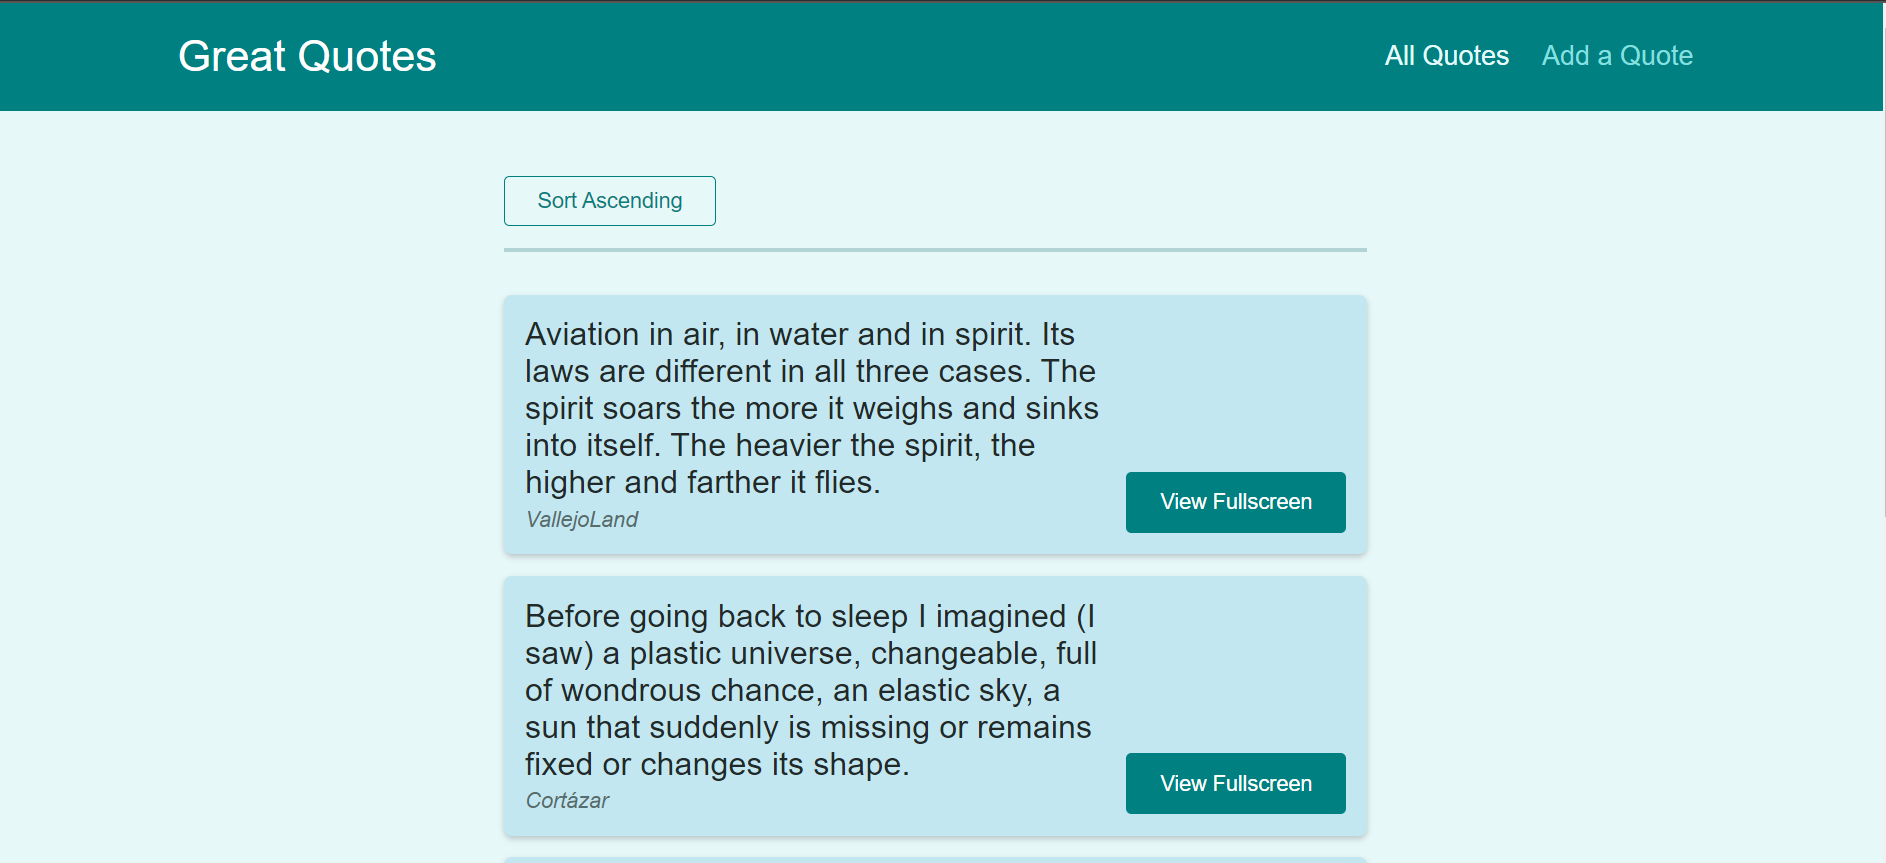 Great Quotes
All Quotes
Add a Quote
Sort Ascending
Aviation in air, in water and in spirit. Its
laws are different in all three cases. The
spirit soars the more it weighs and sinks
into itself. The heavier the spirit, the
higher and farther it flies.
VallejoLand
View Fullscreen
Before going back to sleep I imagined (I
saw) a plastic universe, changeable, full
of wondrous chance, an elastic sky, a
sun that suddenly is missing or remains
fixed or changes its shape.
Cortázar
View Fullscreen